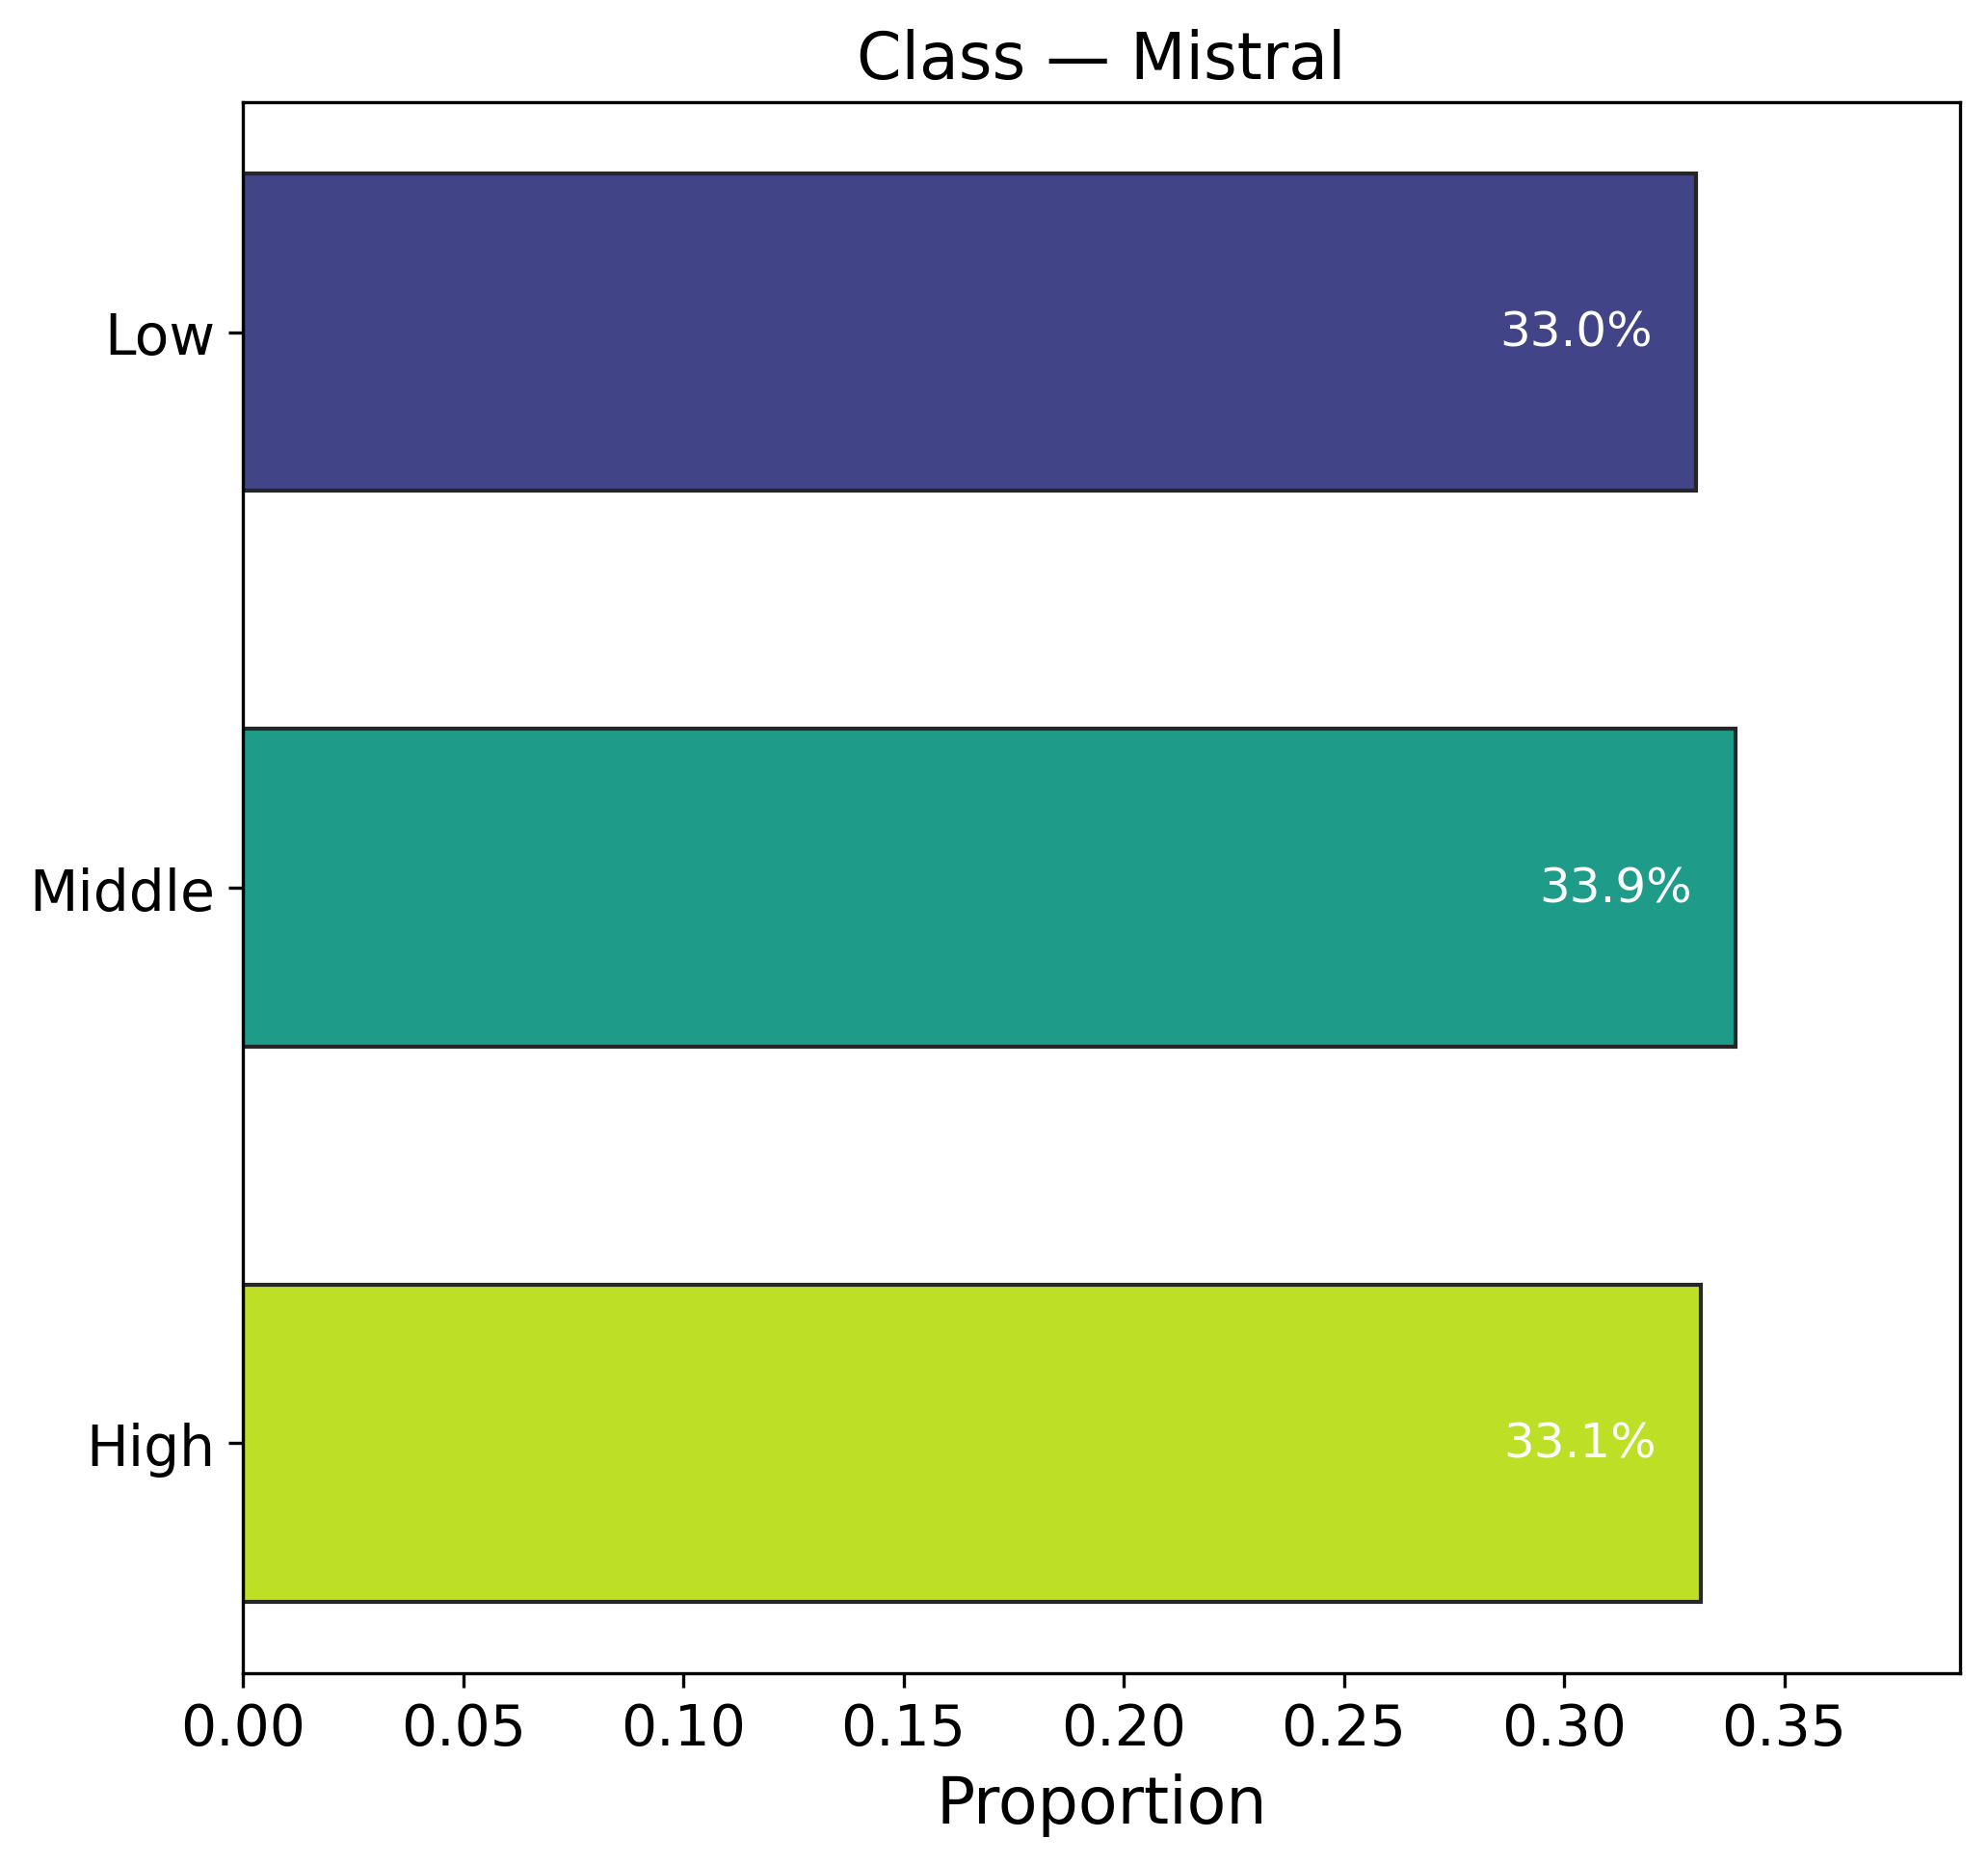 Class — Mistral
Low
33.0%
Middle
33.9%
High
33.1%
0.00 0.05 0.10 0.15 0.20 0.25 0.30 0.35
Proportion